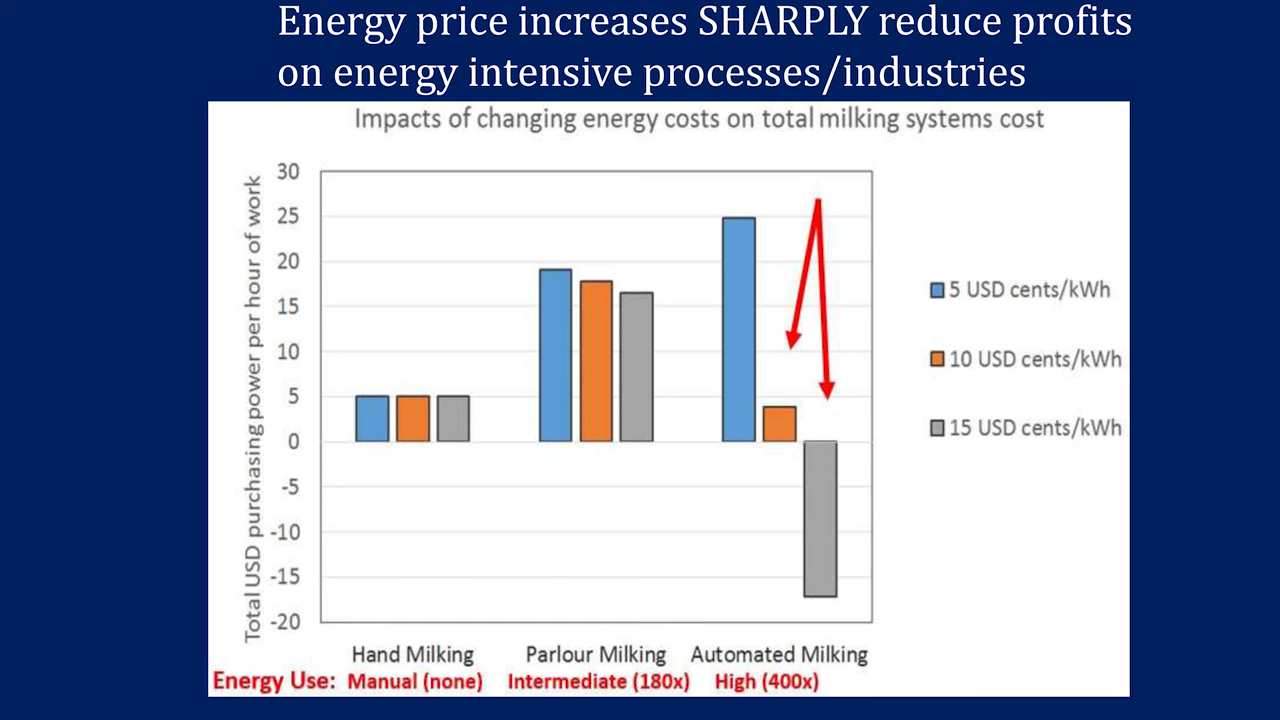 Energy price increases SHARPLY reduce profits
on energy intensive processes/industries
Impacts of changing energy costs on total milking systems cost
Total USD purchasing power per hour of work
30
25
20
15
10
5
0
-5
-10
-15
-20
5 USD cents/kWh
10 USD cents/kWh
15 USD cents/kWh
Hand Milking
Parlour Milking
Automated Milking
Energy Use: Manual (none) Intermediate (180x) High (400x)